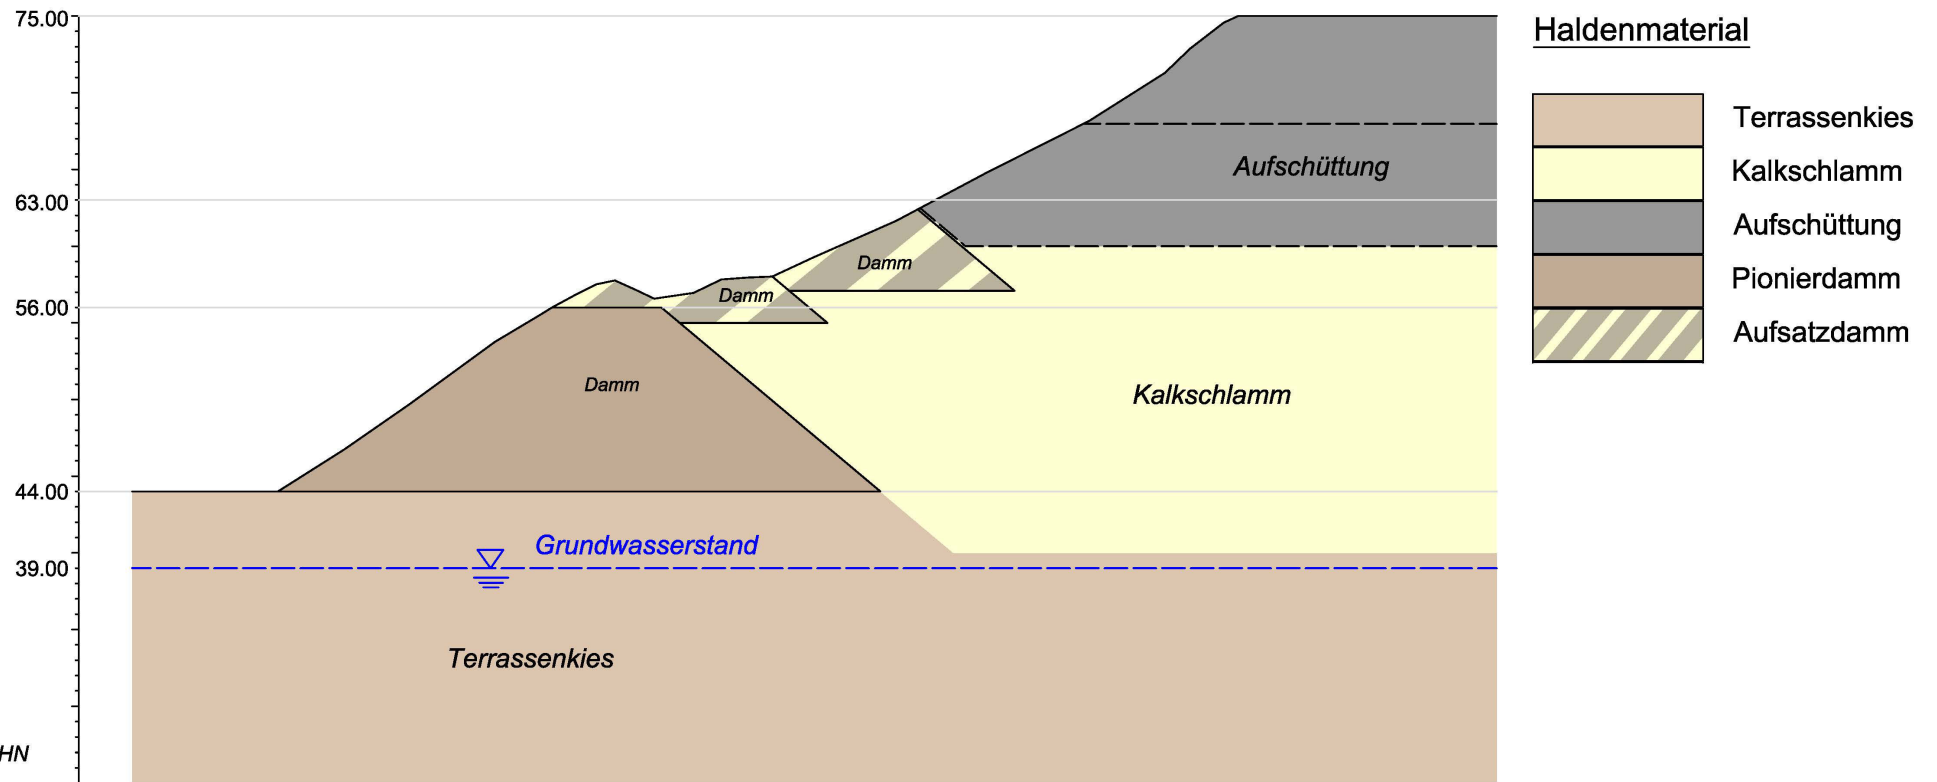 75.00
63.00
56.00
44.00
39.00
HN
Aufschüttung
Damm
Damm
Damm
Kalkschlamm
Grundwasserstand
Terrassenkies
Haldenmaterial
Terrassenkies
Kalkschlamm
Aufschüttung
Pionierdamm
Aufsatzdamm